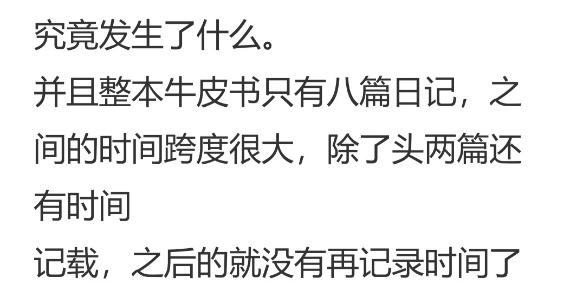 究竟发生了什么。
并且整本牛皮书只有八篇日记，之
间的时间跨度很大，除了头两篇还
有时间
记载，之后的就没有再记录时间了